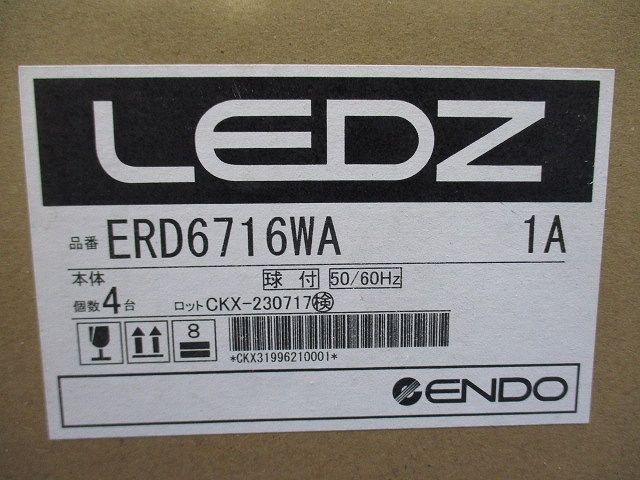 LEDZ
品番 ERD6716WA 1A
本体 球付 50/60Hz
個数 4台 ロット CKX-230717 検
8
*CKX31996210001*
ENDO